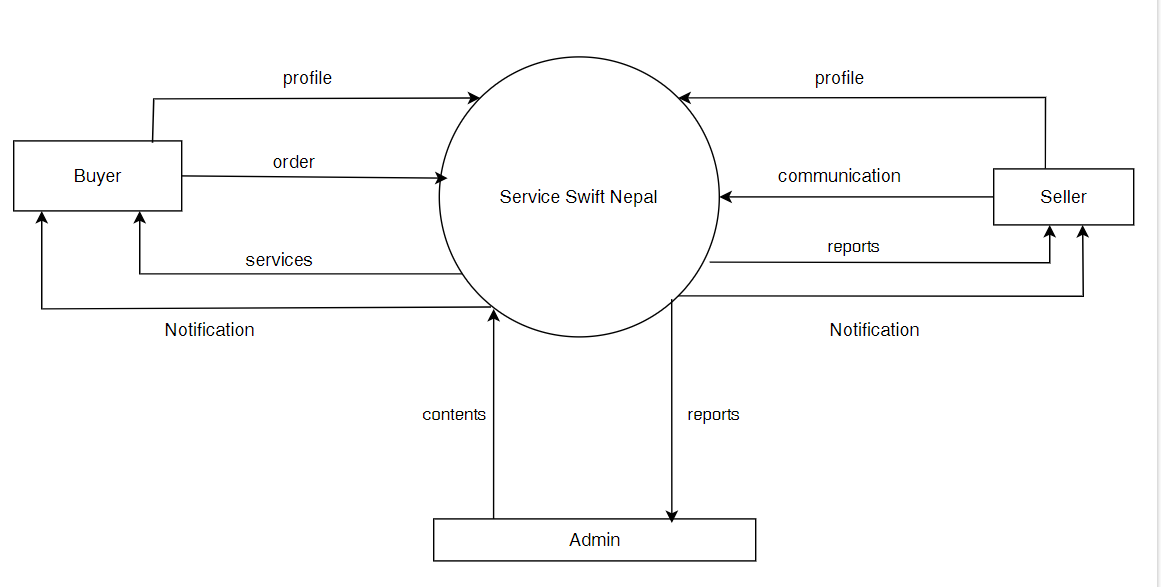 profile
profile
order
Buyer
communication
Service Swift Nepal
Seller
services
reports
Notification
Notification
contents
reports
Admin